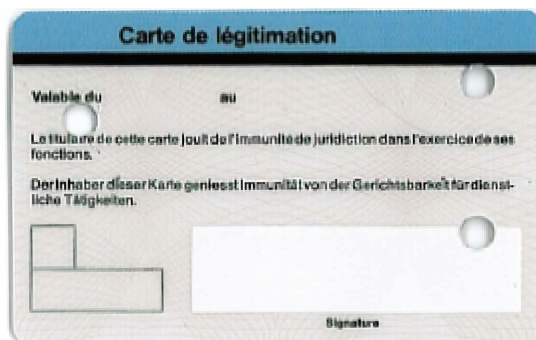 Carte de légitimation
Valable du au
Le titulaire de cette carte jouit de l'immunité de juridiction dans l'exercice de ses
fonctions.
Der Inhaber dieser Karte geniesst Immunität von der Gerichtsbarkeit für dienst-
liche Tätigkeiten.
Signature